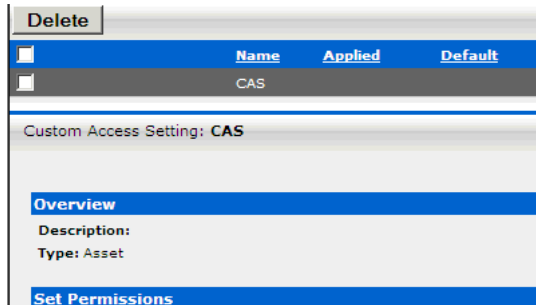 Delete
Name Applied Default
CAS
Custom Access Setting: CAS
Overview
Description:
Type: Asset
Set Permissions